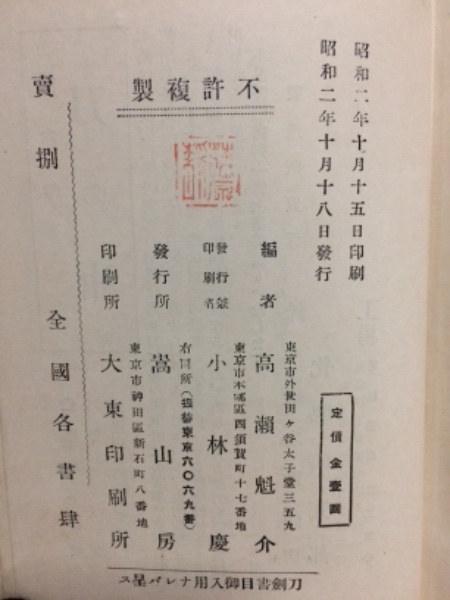 昭和二年十月十五日印刷
昭和二年十月十八日發行
定價金壹圓
不許複製
東京市外世田ヶ谷太子堂三五九
編者 高瀨魁介
東京市本區四須賀町十七番地
發行兼印刷者 小林慶
右同所(振替東京六〇六九番)
發行所 嵩山房
東京市神田區新石町八番地
印刷所 大東印刷所
賣捌 全國各書肆
刀劍書目御入用ナレバ呈ス